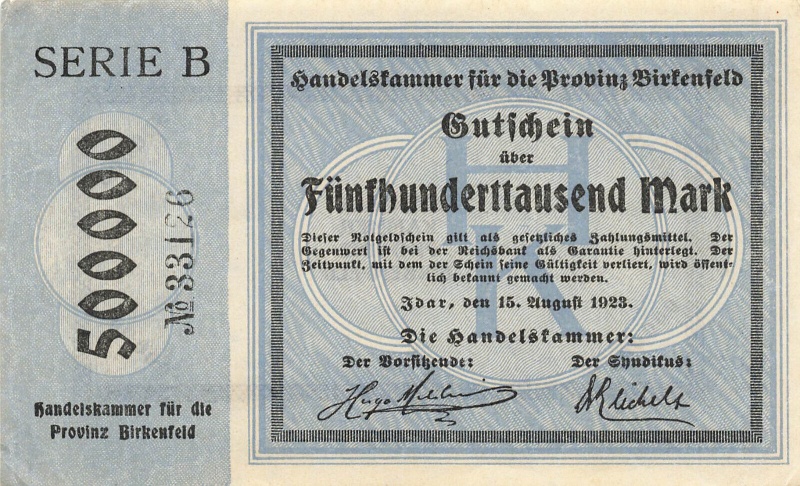 SERIE B
500000
№ 33126
Handelskammer für die
Provinz Birkenfeld
Handelskammer für die Provinz Birkenfeld
Gutschein
über
Fünfhunderttausend Mark
Dieser Notgeldschein gilt als gesetzliches Zahlungsmittel. Der
Gegenwert ist bei der Reichsbank als Garantie hinterlegt. Der
Zeitpunkt, mit dem der Schein seine Gültigkeit verliert, wird öffent-
lich bekannt gemacht werden.
Idar, den 15. August 1923.
Die Handelskammer:
Der Vorsitzende: Der Syndikus:
Hugo
HK